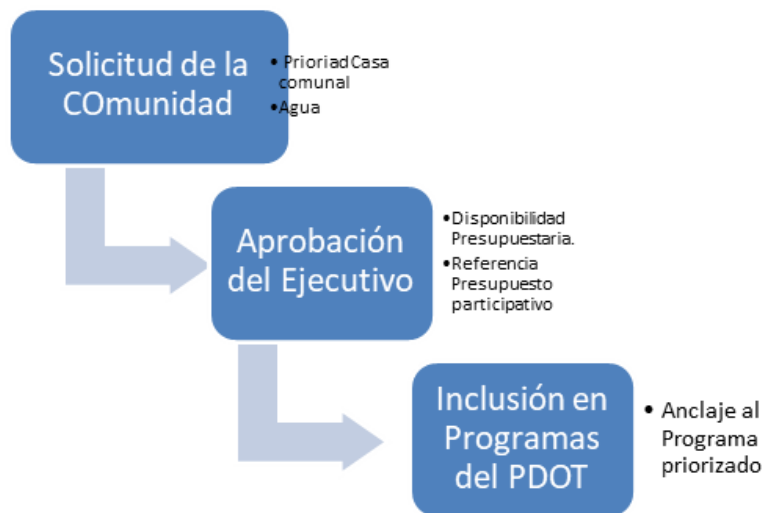 Solicitud de la
COmunidad
• PrioriadCasa
comunal
•Agua
Aprobación
del Ejecutivo
•Disponibilidad
Presupuestaria.
•Referencia
Presupuesto
participativo
Inclusión en
Programas
del PDOT
• Anclaje al
Programa
priorizado